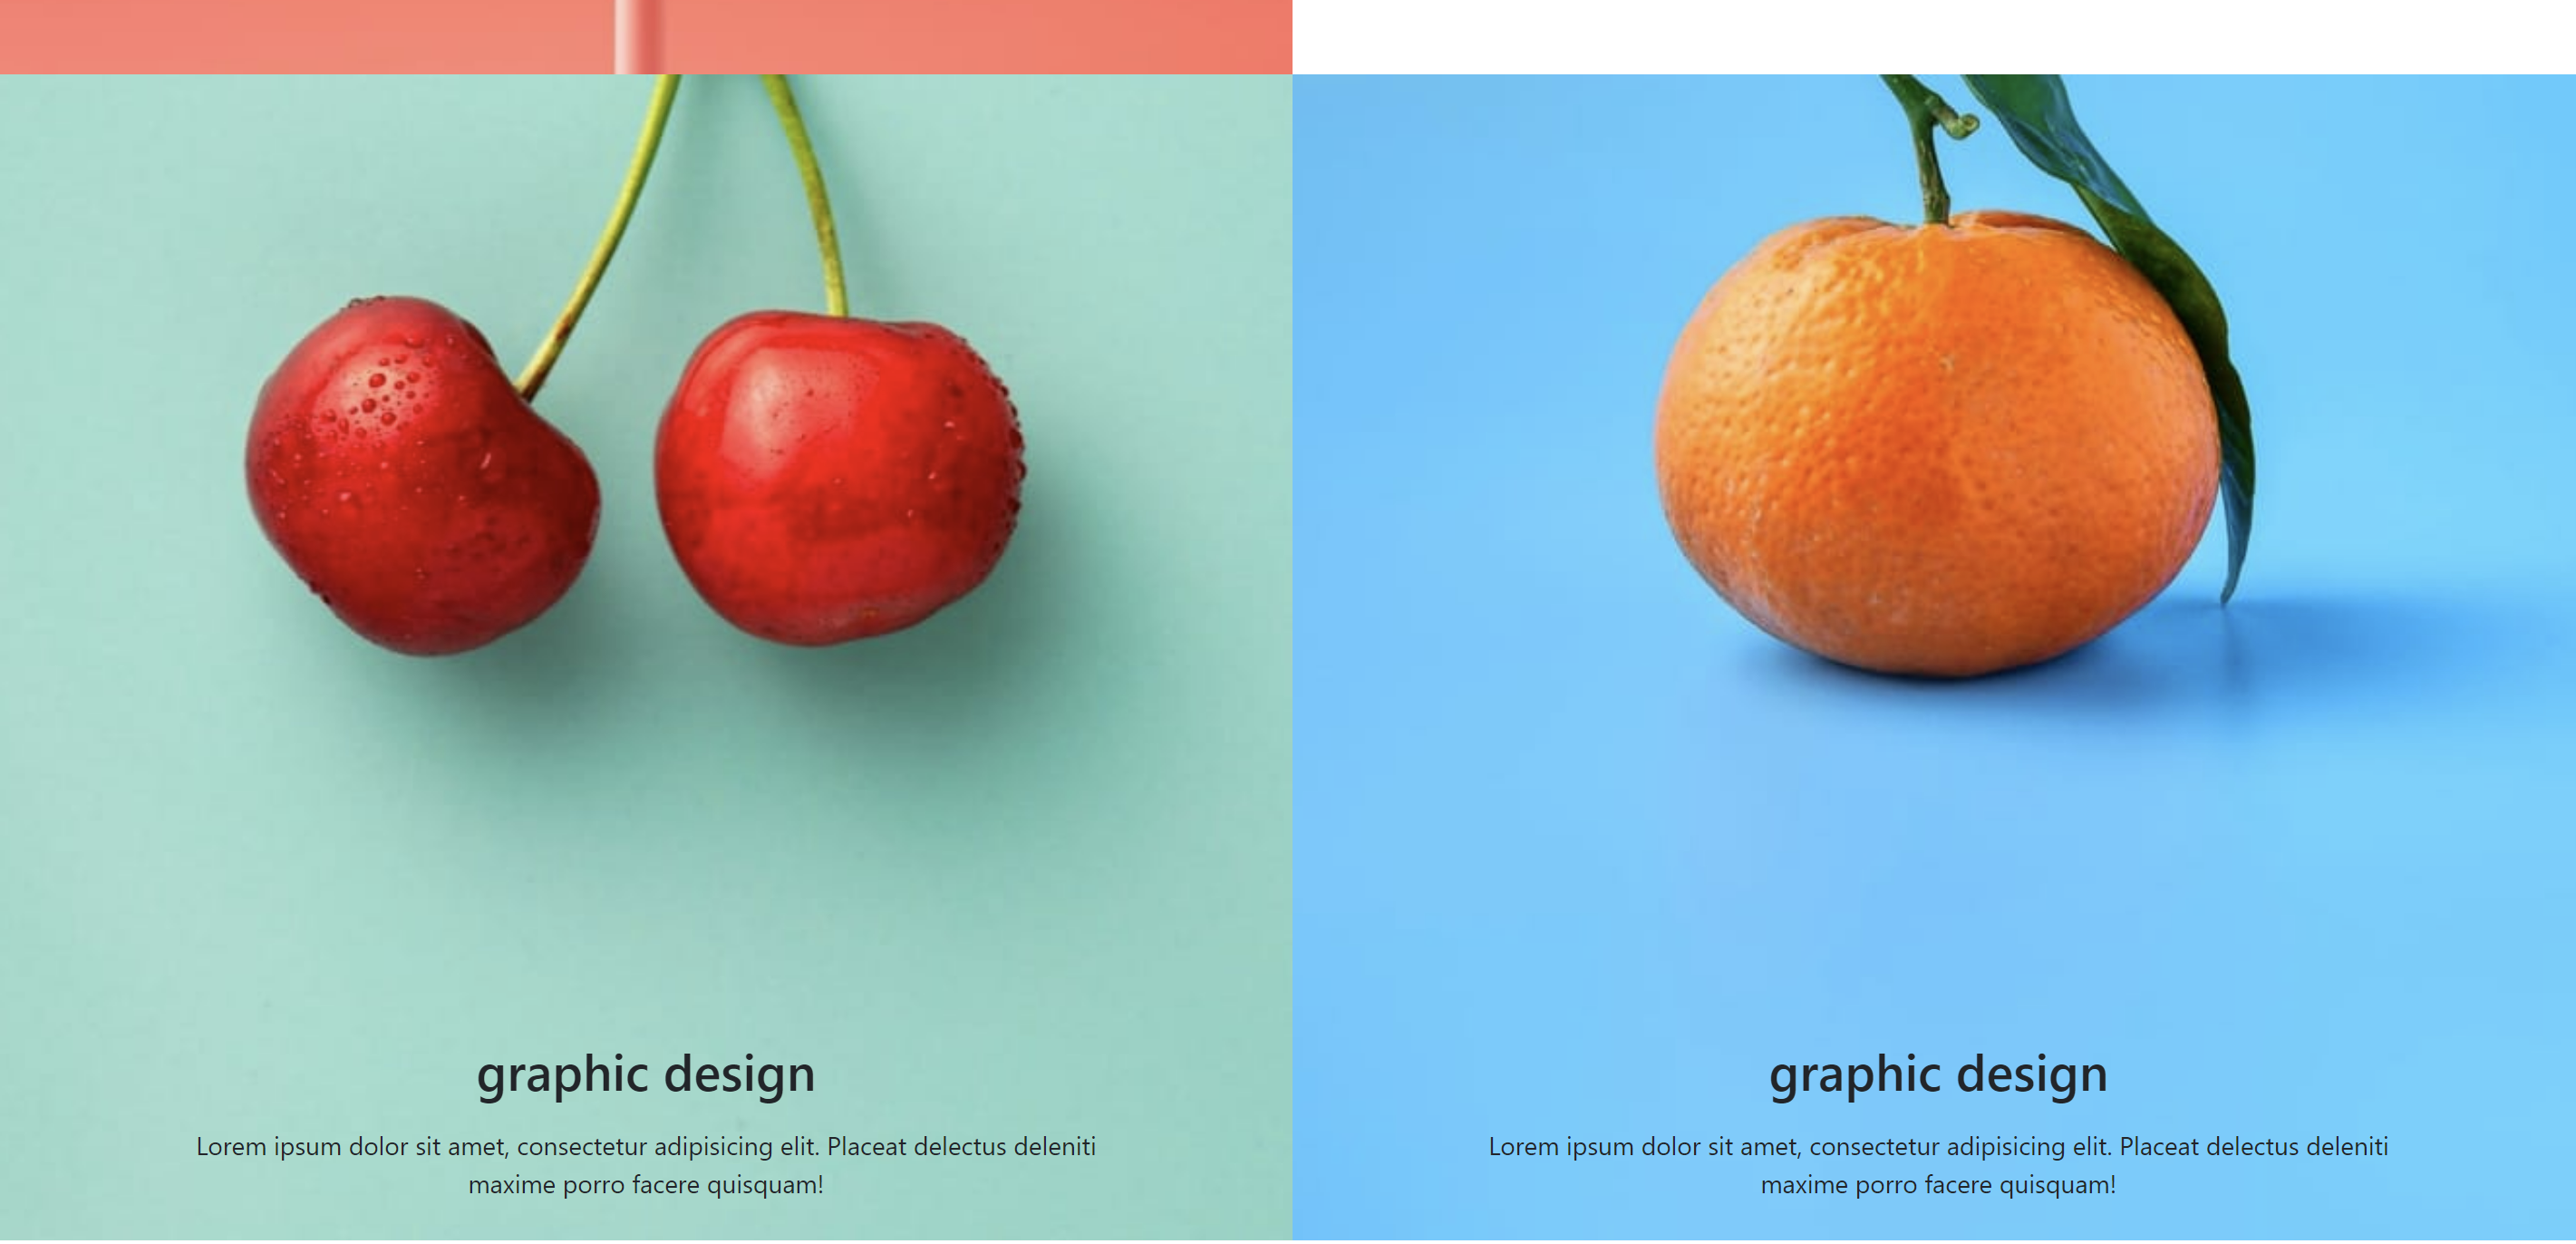 graphic design
Lorem ipsum dolor sit amet, consectetur adipisicing elit. Placeat delectus deleniti
maxime porro facere quisquam!
graphic design
Lorem ipsum dolor sit amet, consectetur adipisicing elit. Placeat delectus deleniti
maxime porro facere quisquam!